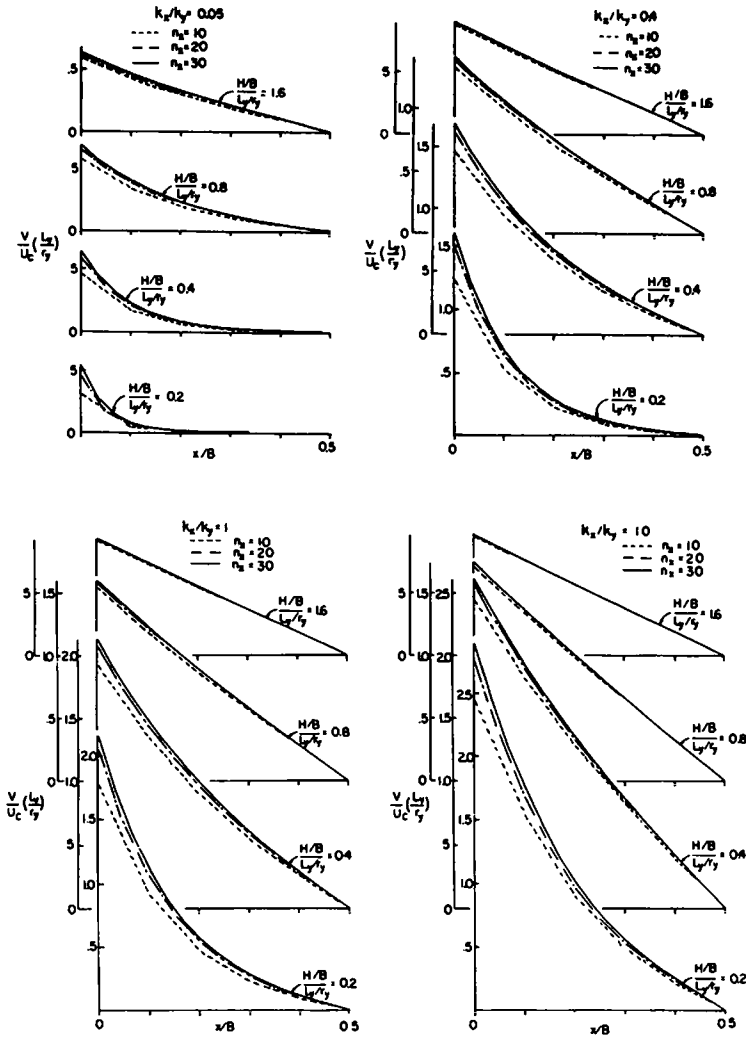 kx/ky= 0.05
nx= 10
nx= 20
nx= 30
.5
0
H/B
Ly/ry = 1.6
5
0
H/B
Ly/ry = 0.8
V
Uc
(Ly
ry)
5
0
H/B
Ly/ry = 0.4
5
0
H/B
Ly/ry = 0.2
x/B
0.5
kx/ky= 0.4
nx= 10
nx= 20
nx= 30
5
0
H/B
Ly/ry = 1.6
1.0
5
0
H/B
Ly/ry = 0.8
1.5
1.0
H/B
Ly/ry = 0.4
V
Uc
(Ly
ry)
1.5
1.0
.5
0
H/B
Ly/ry = 0.2
0
x/B
0.5
kx/ky= 1
nx= 10
nx= 20
nx= 30
5
0
H/B
Ly/ry = 1.6
1.5
1.0
5
0
H/B
Ly/ry = 0.8
2.0
1.5
1.0
5
0
H/B
Ly/ry = 0.4
V
Uc
(Ly
ry)
2.0
1.5
1.0
.5
H/B
Ly/ry = 0.2
0
x/B
0.5
kx/ky = 10
nx= 10
nx= 20
nx= 30
5
0
H/B
Ly/ry = 1.6
1.5
1.0
5
0
H/B
Ly/ry = 0.8
2.5
2.0
1.5
1.0
5
0
H/B
Ly/ry = 0.4
V
Uc
(Ly
ry)
2.5
2.0
1.5
1.0
.5
H/B
Ly/ry = 0.2
0
x/B
0.5